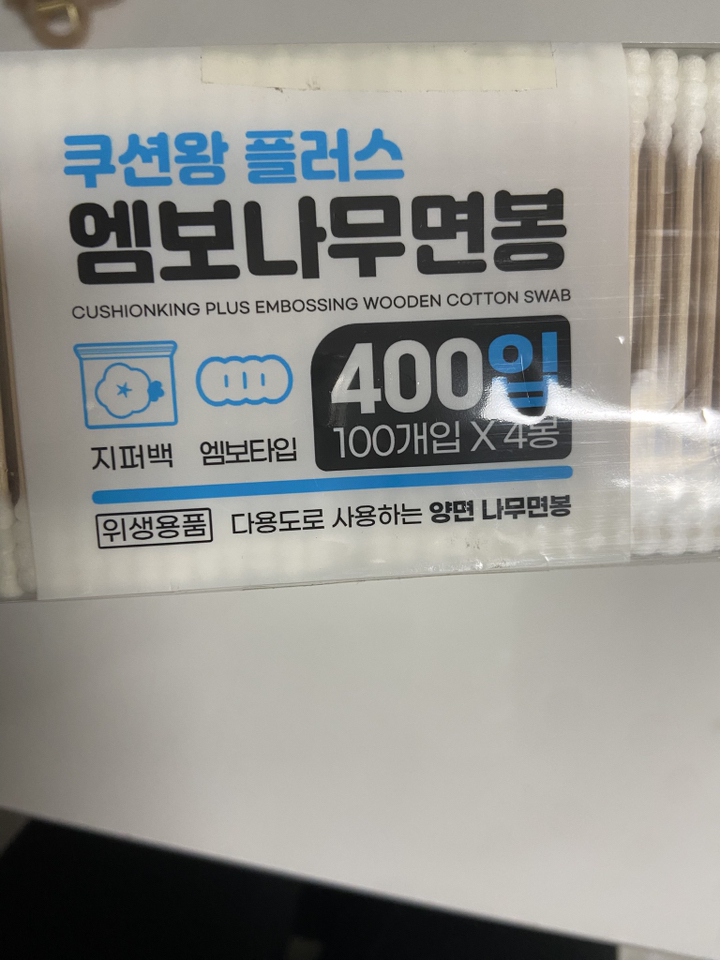 쿠션왕 플러스
엠보나무면봉
CUSHIONKING PLUS EMBOSSING WOODEN COTTON SWAB
400입
100개입 X 4봉
지퍼백 엠보타입
위생용품 다용도로 사용하는 양면 나무면봉